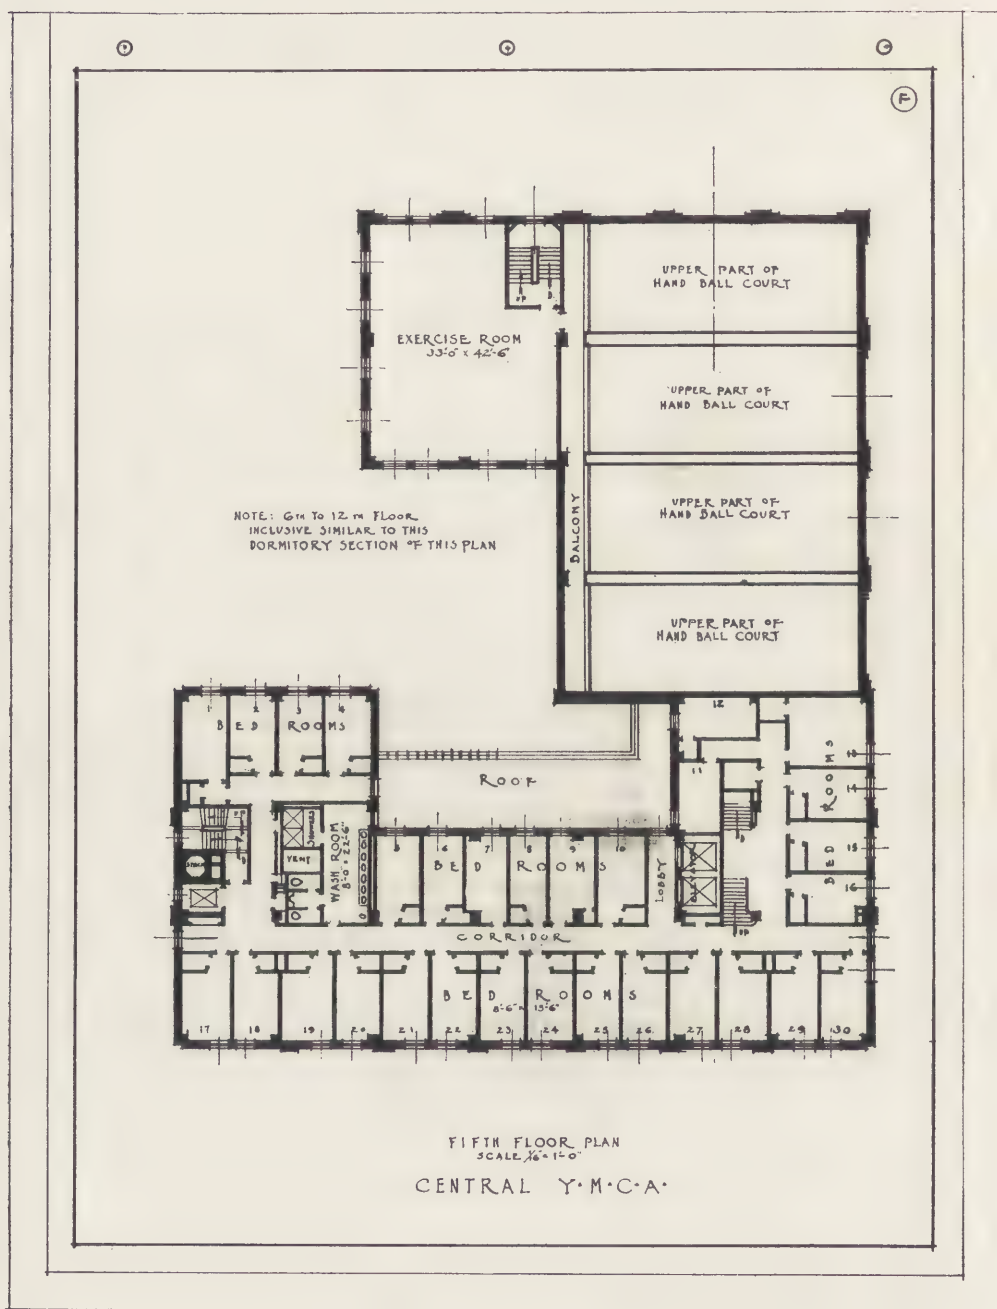 F
UPPER PART OF
HAND BALL COURT
EXERCISE ROOM
33'-0" x 42'-6"
UP
D
UPPER PART OF
HAND BALL COURT
BALCONY
UPPER PART OF
HAND BALL COURT
NOTE: 6TH TO 12TH FLOOR
INCLUSIVE SIMILAR TO THIS
DORMITORY SECTION OF THIS PLAN
UPPER PART OF
HAND BALL COURT
1 2 3 4
BED ROOMS
12
11
ROOF
BED ROOMS
13
14
15
16
SHOWERS
VENT
WASH ROOM
STACK
5 6 7 8 9 10
BED ROOMS
LOBBY
D
UP
CORRIDOR
BED ROOMS
8'-6" x 15'-6"
17 18 19 20 21 22 23 24 25 26 27 28 29 30
FIFTH FLOOR PLAN
SCALE 1/16" = 1'-0"
CENTRAL Y·M·C·A·